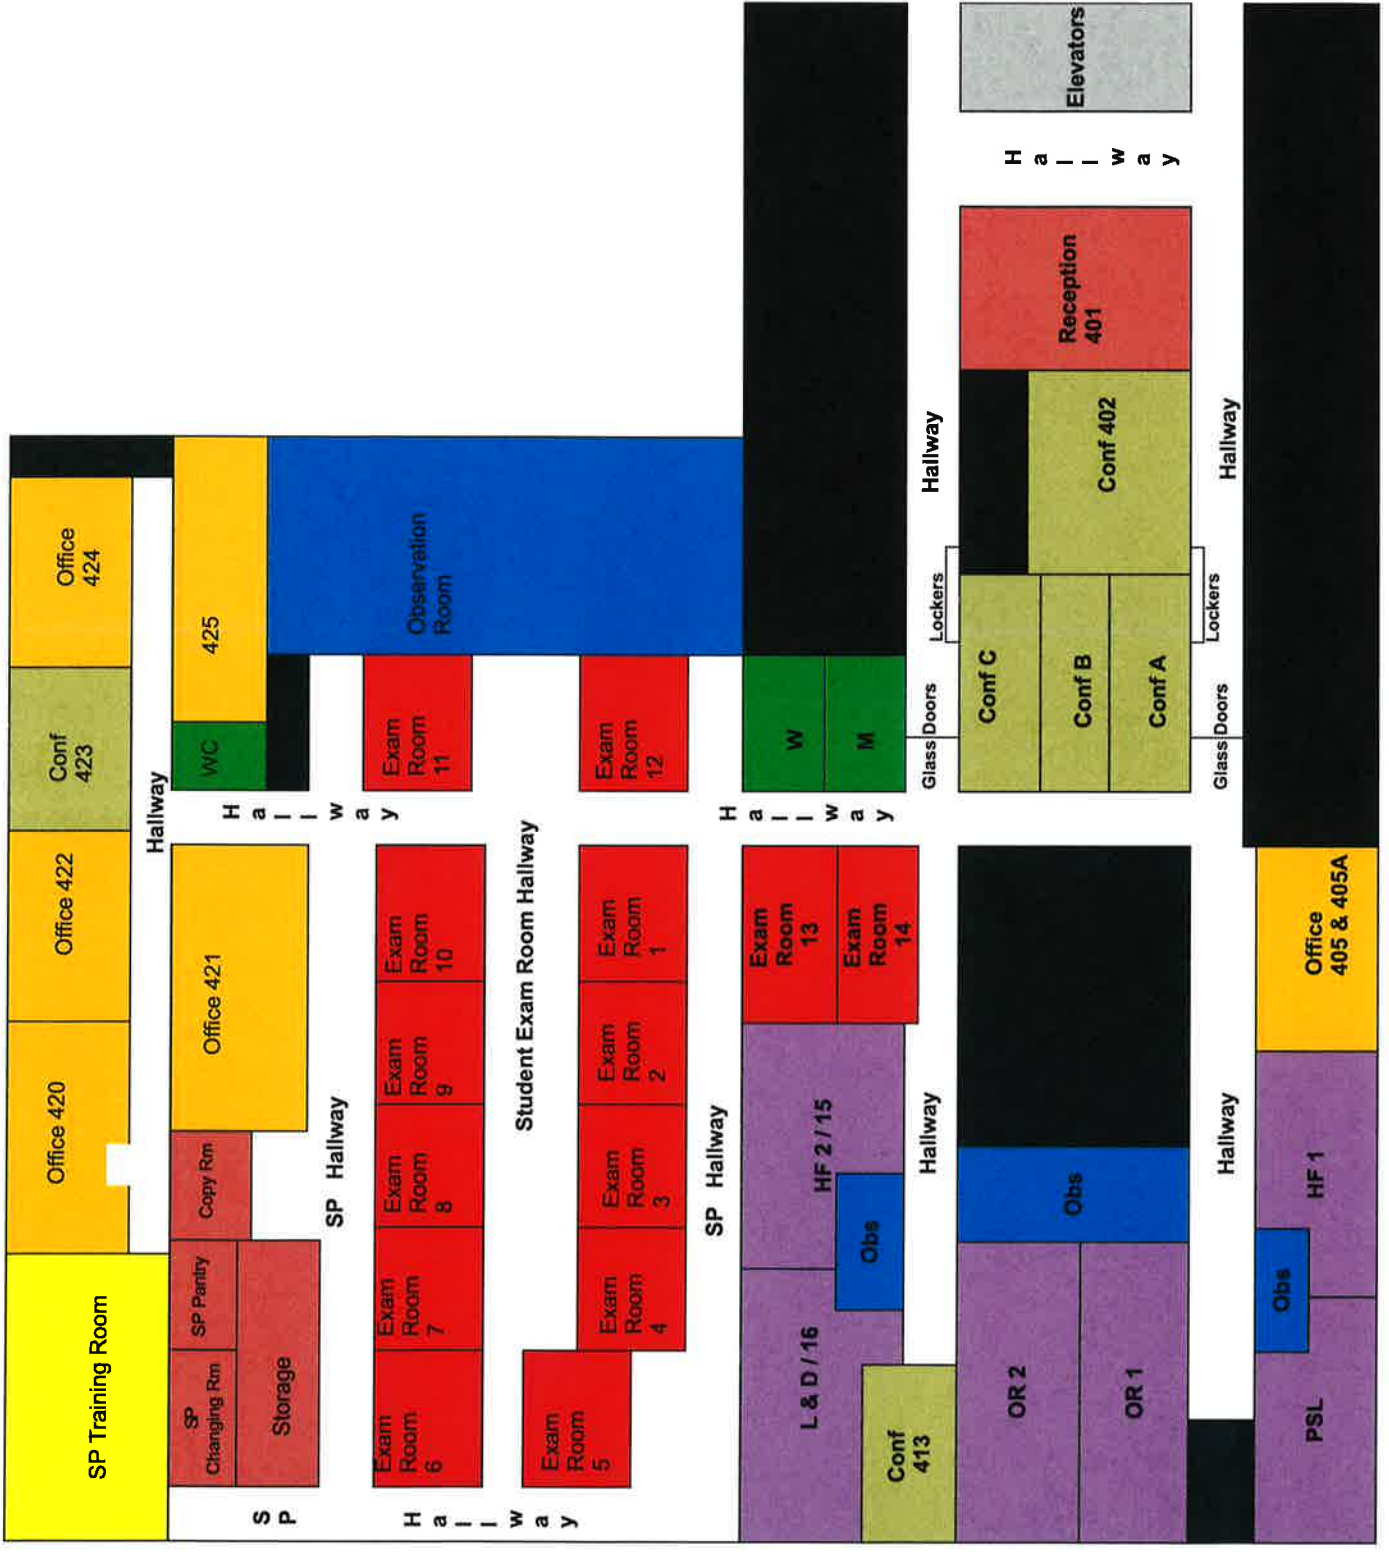 SP Training Room
Office 420
Office 422
Conf
423
Office
424
Hallway
SP
Changing Rm
SP Pantry
Copy Rm
Storage
Office 421
WC
425
SP Hallway
Hallway
SP
Hallway
Exam
Room
6
Exam
Room
7
Exam
Room
8
Exam
Room
9
Exam
Room
10
Exam
Room
11
Observation
Room
Student Exam Room Hallway
Exam
Room
5
Exam
Room
4
Exam
Room
3
Exam
Room
2
Exam
Room
1
Exam
Room
12
SP Hallway
Hallway
L & D / 16
HF 2 / 15
Obs
Exam
Room
13
Exam
Room
14
W
M
Conf
413
Hallway
Glass Doors
Lockers
Hallway
OR 2
OR 1
Obs
Conf C
Conf B
Conf A
Conf 402
Reception
401
Hallway
Elevators
Hallway
Glass Doors
Lockers
Hallway
PSL
Obs
HF 1
Office
405 & 405A